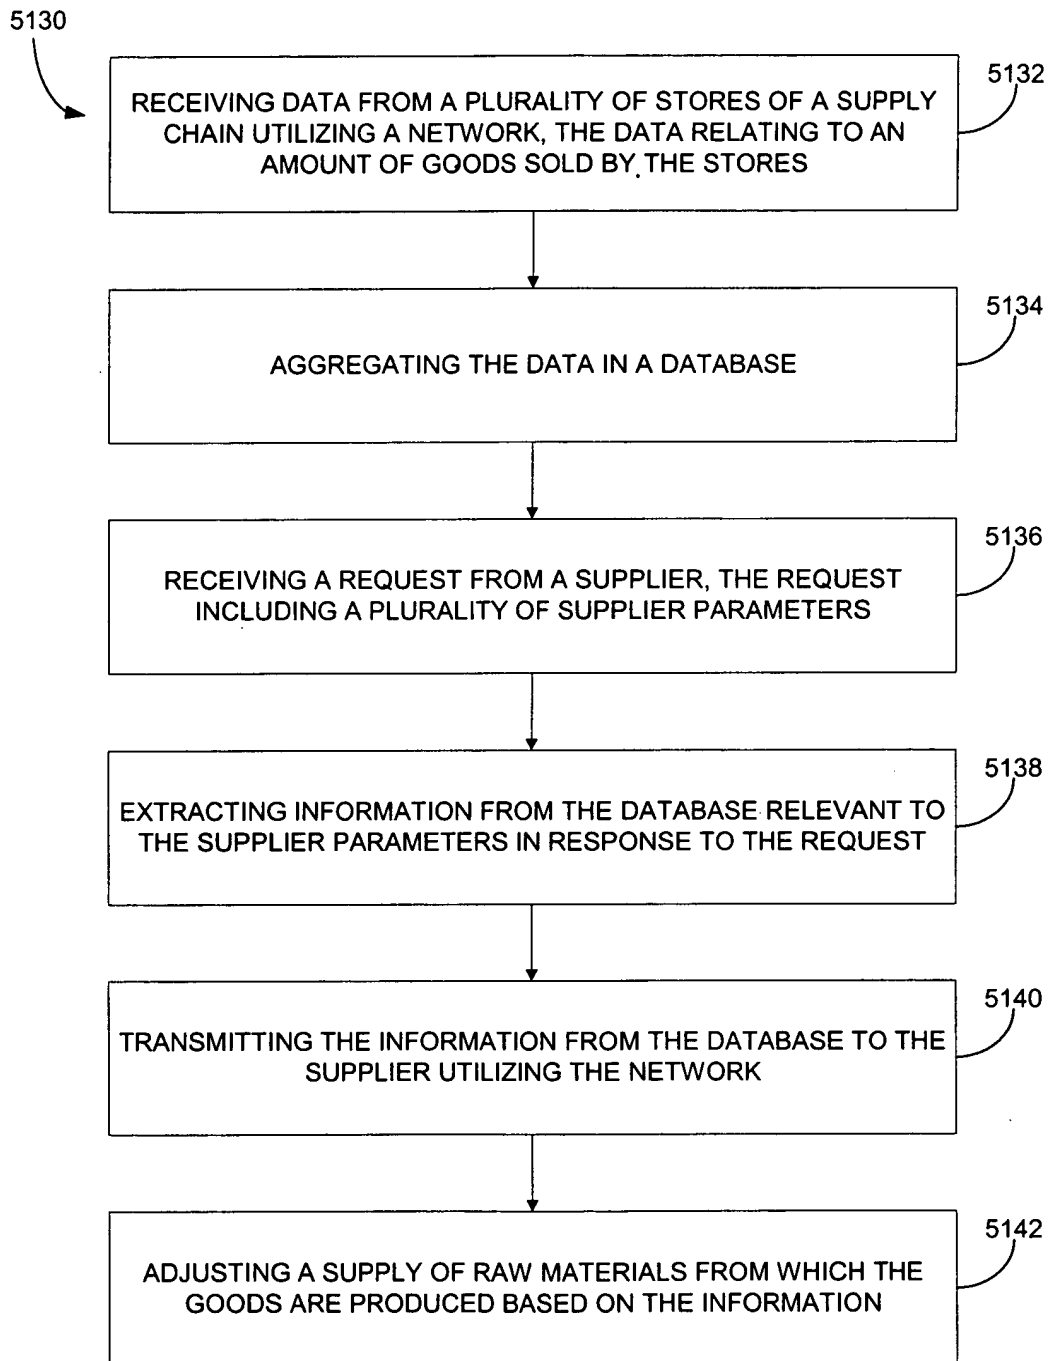 5130
5132
RECEIVING DATA FROM A PLURALITY OF STORES OF A SUPPLY
CHAIN UTILIZING A NETWORK, THE DATA RELATING TO AN
AMOUNT OF GOODS SOLD BY THE STORES
5134
AGGREGATING THE DATA IN A DATABASE
5136
RECEIVING A REQUEST FROM A SUPPLIER, THE REQUEST
INCLUDING A PLURALITY OF SUPPLIER PARAMETERS
5138
EXTRACTING INFORMATION FROM THE DATABASE RELEVANT TO
THE SUPPLIER PARAMETERS IN RESPONSE TO THE REQUEST
5140
TRANSMITTING THE INFORMATION FROM THE DATABASE TO THE
SUPPLIER UTILIZING THE NETWORK
5142
ADJUSTING A SUPPLY OF RAW MATERIALS FROM WHICH THE
GOODS ARE PRODUCED BASED ON THE INFORMATION